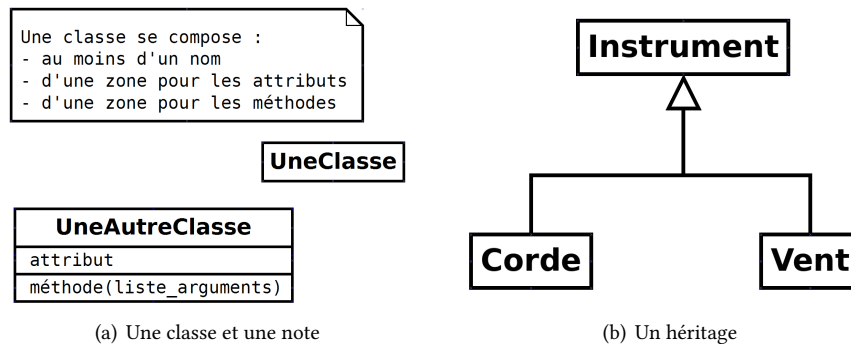 Une classe se compose :
- au moins d'un nom
- d'une zone pour les attributs
- d'une zone pour les méthodes
UneClasse
UneAutreClasse
attribut
méthode(liste_arguments)
(a) Une classe et une note
Instrument
Corde
Vent
(b) Un héritage